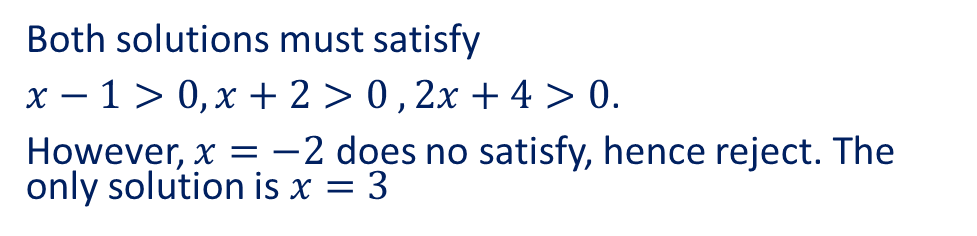 Both solutions must satisfy
x − 1 > 0, x + 2 > 0 , 2x + 4 > 0.
However, x = −2 does no satisfy, hence reject. The
only solution is x = 3